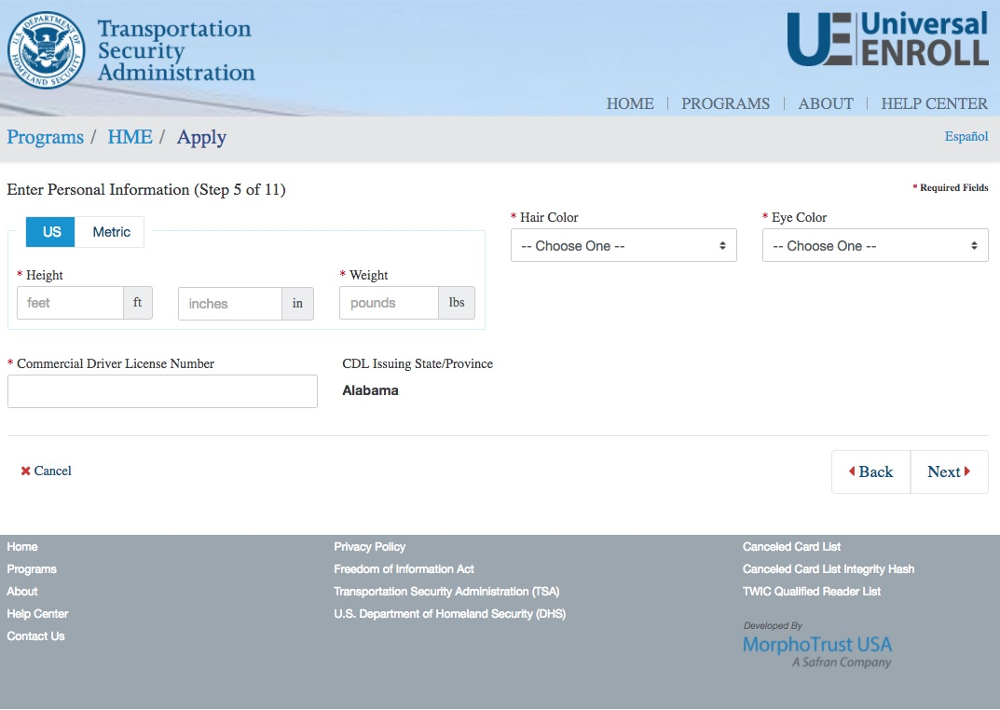 U.S. DEPARTMENT OF
HOMELAND SECURITY
Transportation
Security
Administration
UE Universal
ENROLL
HOME | PROGRAMS | ABOUT | HELP CENTER
Programs / HME / Apply
Español
Enter Personal Information (Step 5 of 11)
* Required Fields
US Metric
* Hair Color
* Eye Color
-- Choose One --
-- Choose One --
* Height
* Weight
feet ft
inches in
pounds lbs
* Commercial Driver License Number
CDL Issuing State/Province
Alabama
Cancel
Back
Next
Home
Programs
About
Help Center
Contact Us
Privacy Policy
Freedom of Information Act
Transportation Security Administration (TSA)
U.S. Department of Homeland Security (DHS)
Canceled Card List
Canceled Card List Integrity Hash
TWIC Qualified Reader List
Developed By
MorphoTrust USA
A Safran Company